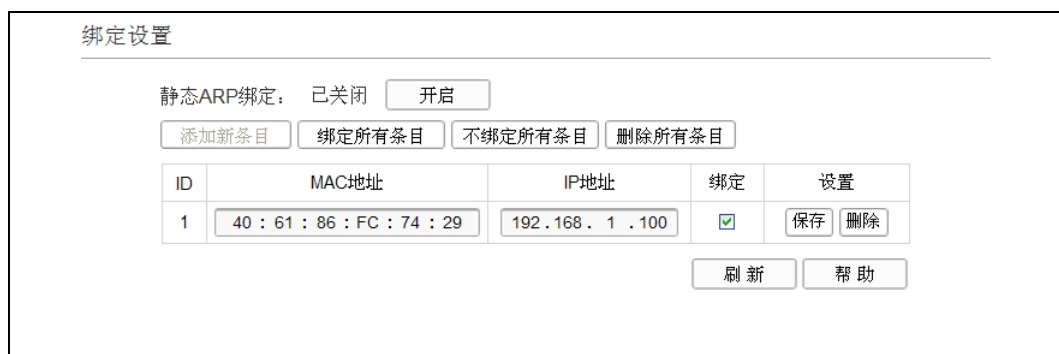 绑定设置
静态ARP绑定： 已关闭 开启
添加新条目 绑定所有条目 不绑定所有条目 删除所有条目
ID MAC地址 IP地址 绑定 设置
1 40 : 61 : 86 : FC : 74 : 29 192.168. 1 .100 保存 删除
刷 新 帮 助